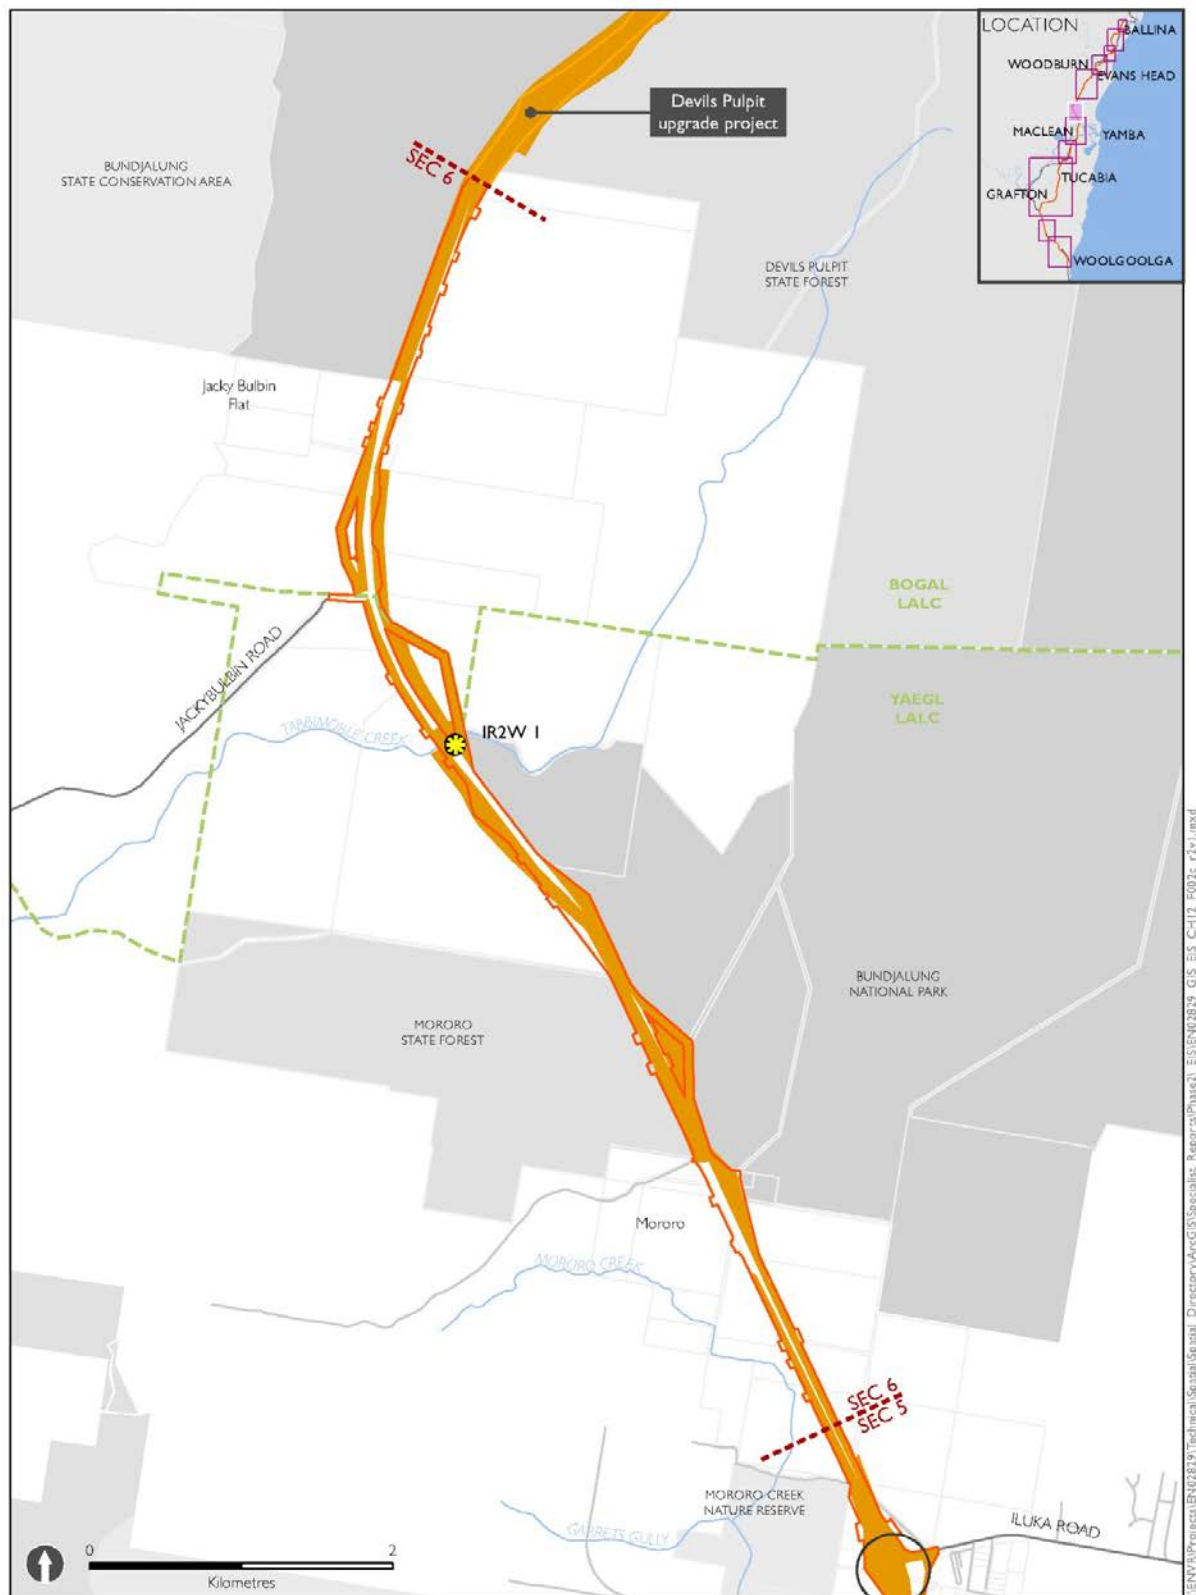 LOCATION
BALLINA
WOODBURN
EVANS HEAD
MACLEAN
YAMBA
TUCABIA
GRAFTON
WOOLGOOLGA
Devils Pulpit
upgrade project
SEC 6
BUNDJALUNG
STATE CONSERVATION AREA
DEVILS PULPIT
STATE FOREST
Jacky Bulbin
Flat
BOGAL
LALC
JACKYBULBIN ROAD
YAEGL
LALC
TABBIMOBLE CREEK
IR2W 1
BUNDJALUNG
NATIONAL PARK
MORORO
STATE FOREST
Mororo
MORORO CREEK
SEC 6
SEC 5
MORORO CREEK
NATURE RESERVE
ILUKA ROAD
GARRETS GULLY
0 2
Kilometres